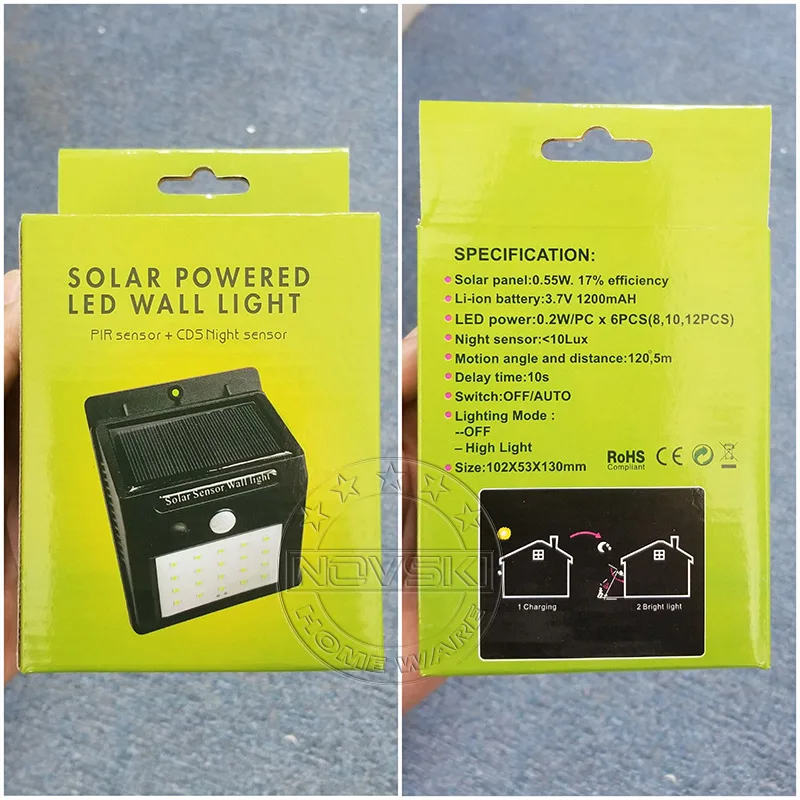 SOLAR POWERED
LED WALL LIGHT
PIR sensor + CDS Night sensor
Solar Sensor Wall light
NOVSKI
HOME WARE
SPECIFICATION:
Solar panel:0.55W. 17% efficiency
Li-ion battery:3.7V 1200mAH
LED power:0.2W/PC x 6PCS(8,10,12PCS)
Night sensor:<10Lux
Motion angle and distance:120,5m
Delay time:10s
Switch:OFF/AUTO
Lighting Mode :
--OFF
– High Light
Size:102X53X130mm
RoHS
Compliant
CE
1 Charging
2 Bright light